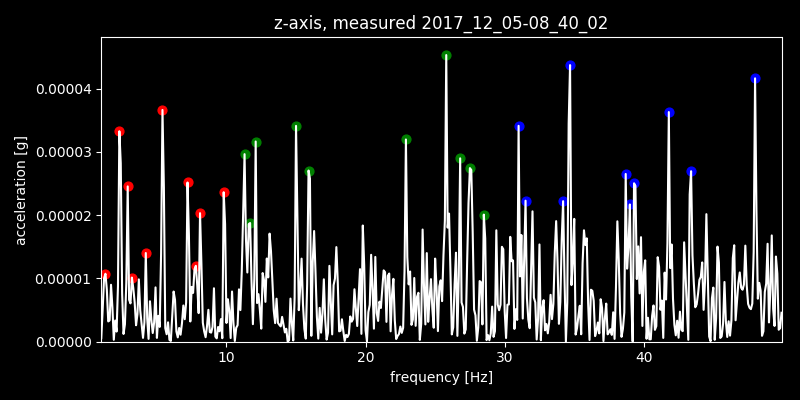 z-axis, measured 2017_12_05-08_40_02
acceleration [g]
0.00004
0.00003
0.00002
0.00001
0.00000
10 20 30 40
frequency [Hz]